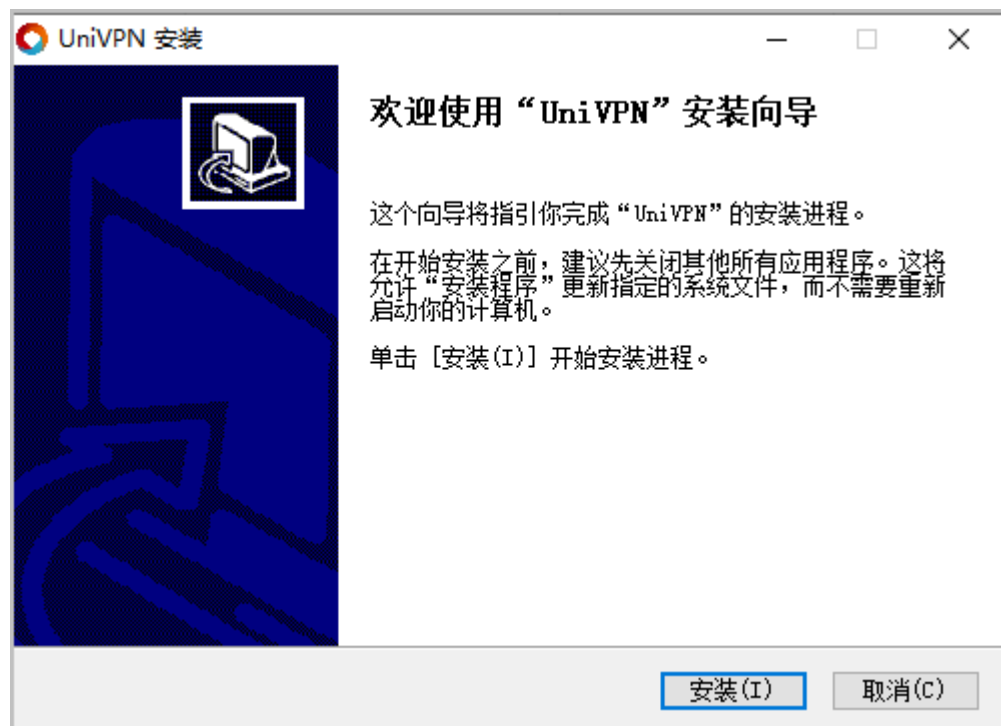 UniVPN 安装
欢迎使用“UniVPN”安装向导
这个向导将指引你完成“UniVPN”的安装进程。
在开始安装之前，建议先关闭其他所有应用程序。这将
允许“安装程序”更新指定的系统文件，而不需要重新
启动你的计算机。
单击 [安装(I)] 开始安装进程。
安装(I)
取消(C)